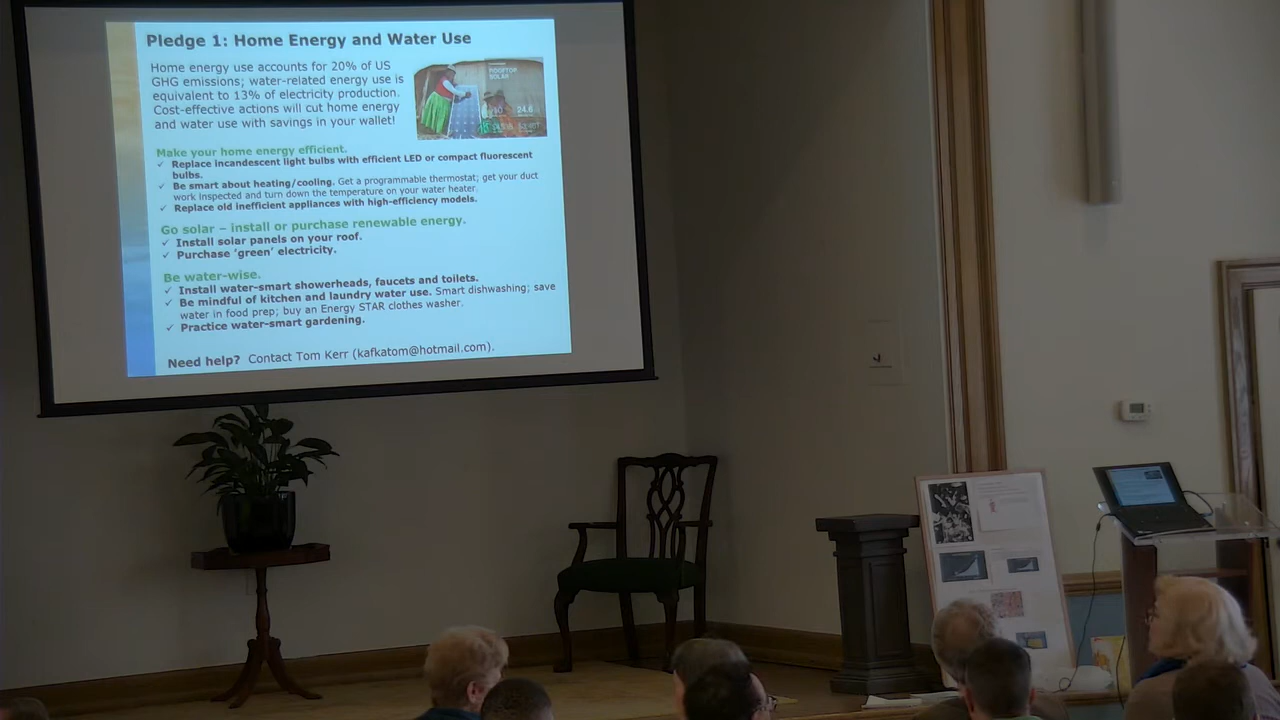 Pledge 1: Home Energy and Water Use
Home energy use accounts for 20% of US
GHG emissions; water-related energy use is
equivalent to 13% of electricity production.
Cost-effective actions will cut home energy
and water use with savings in your wallet!
ROOFTOP
SOLAR
10 24.6
Make your home energy efficient.
✓ Replace incandescent light bulbs with efficient LED or compact fluorescent
bulbs.
✓ Be smart about heating/cooling. Get a programmable thermostat; get your duct
work inspected and turn down the temperature on your water heater.
✓ Replace old inefficient appliances with high-efficiency models.
Go solar – install or purchase renewable energy.
✓ Install solar panels on your roof.
✓ Purchase ‘green’ electricity.
Be water-wise.
✓ Install water-smart showerheads, faucets and toilets.
✓ Be mindful of kitchen and laundry water use. Smart dishwashing; save
water in food prep; buy an Energy STAR clothes washer.
✓ Practice water-smart gardening.
Need help? Contact Tom Kerr (kafkatom@hotmail.com).